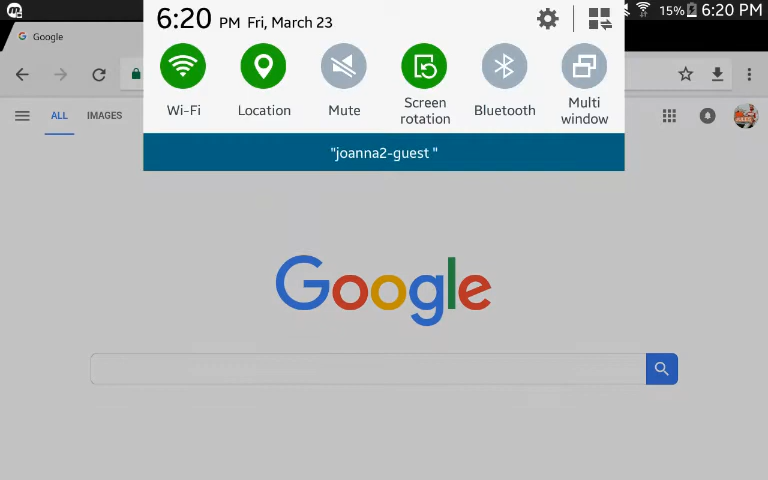 6:20 PM Fri, March 23
15% 6:20 PM
Google
Wi-Fi
Location
Mute
Screen
rotation
Bluetooth
Multi
window
ALL IMAGES
"joanna2-guest "
Google